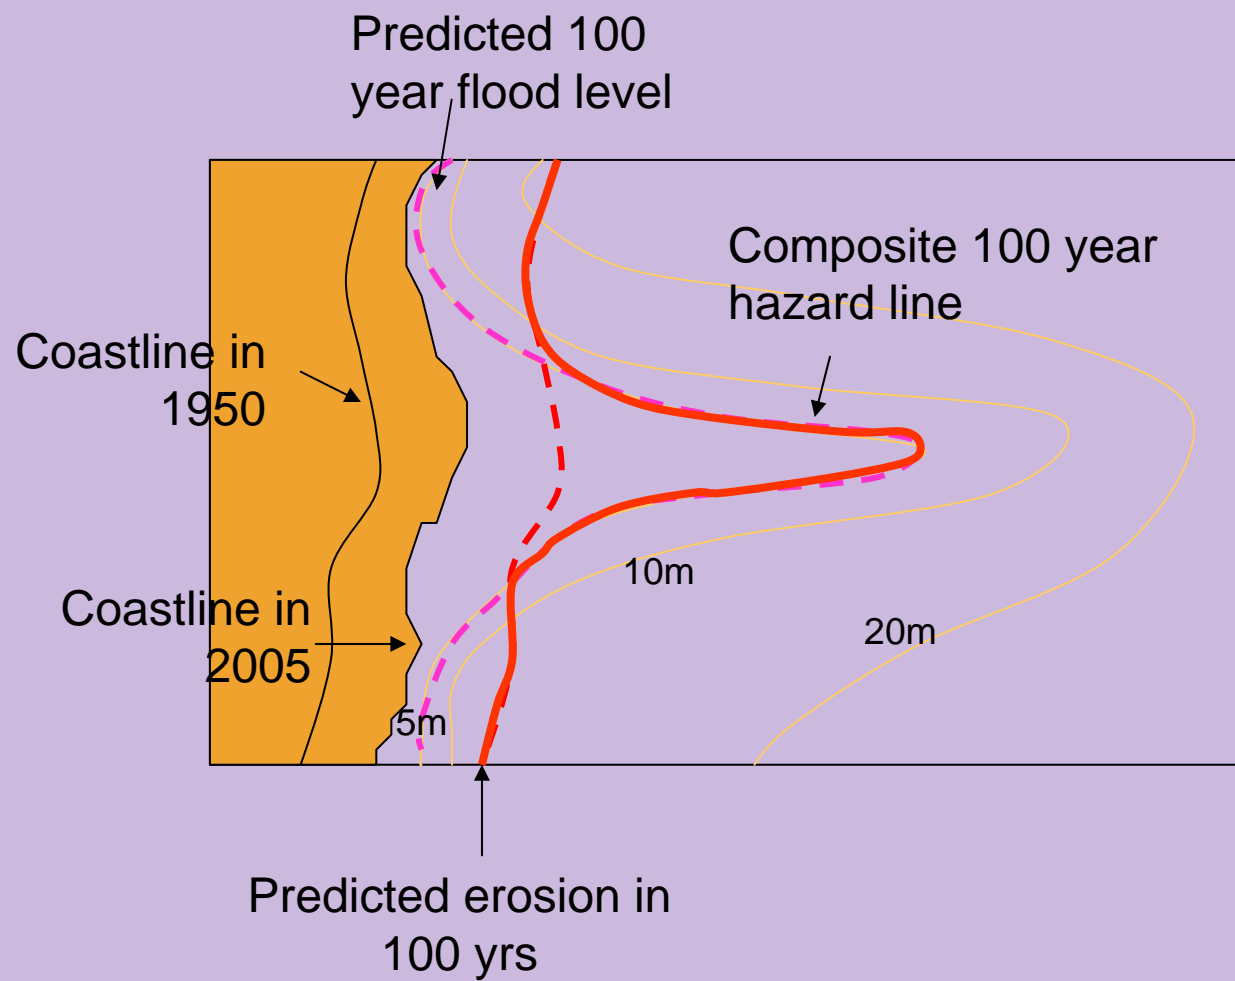 Predicted 100
year flood level
Composite 100 year
hazard line
Coastline in
1950
10m
Coastline in
2005
20m
5m
Predicted erosion in
100 yrs